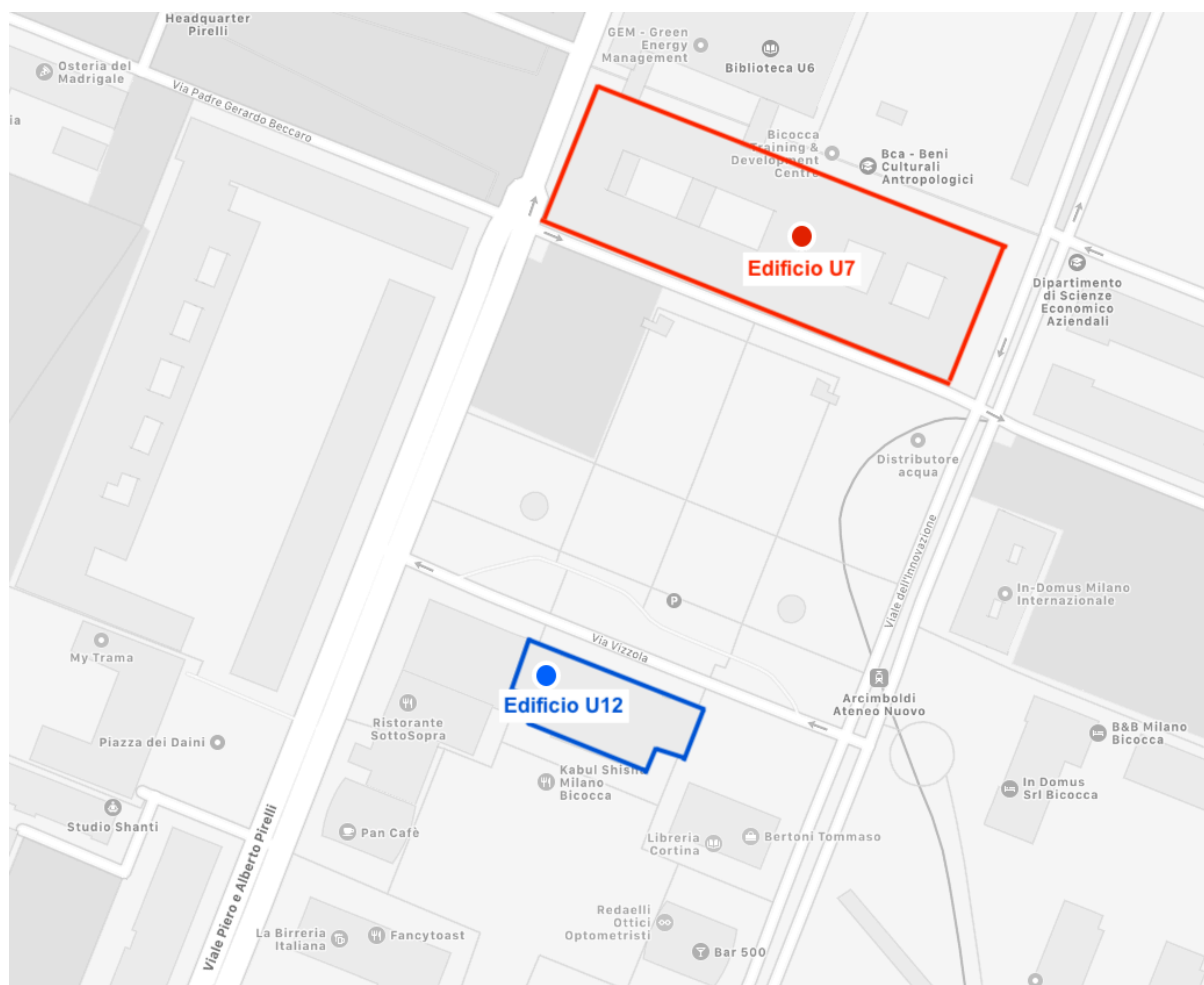 Headquarter
Pirelli
GEM - Green
Energy
Management
Biblioteca U6
Osteria del
Madrigale
Via Padre Gerardo Beccaro
ia
Bicocca
Training &
Development
Centre
Bca - Beni
Culturali
Antropologici
Edificio U7
Dipartimento
di Scienze
Economico
Aziendali
Distributore
acqua
Viale dell'Innovazione
In-Domus Milano
Internazionale
P
Via Vizzola
My Trama
Edificio U12
Arcimboldi
Ateneo Nuovo
Ristorante
SottoSopra
Piazza dei Daini
B&B Milano
Bicocca
Kabul Shish
Milano
Bicocca
In Domus
Srl Bicocca
Studio Shanti
Pan Cafè
Libreria
Cortina
Bertoni Tommaso
Viale Piero e Alberto Pirelli
Redaelli
Ottici
Optometristi
La Birreria
Italiana
Fancytoast
Bar 500